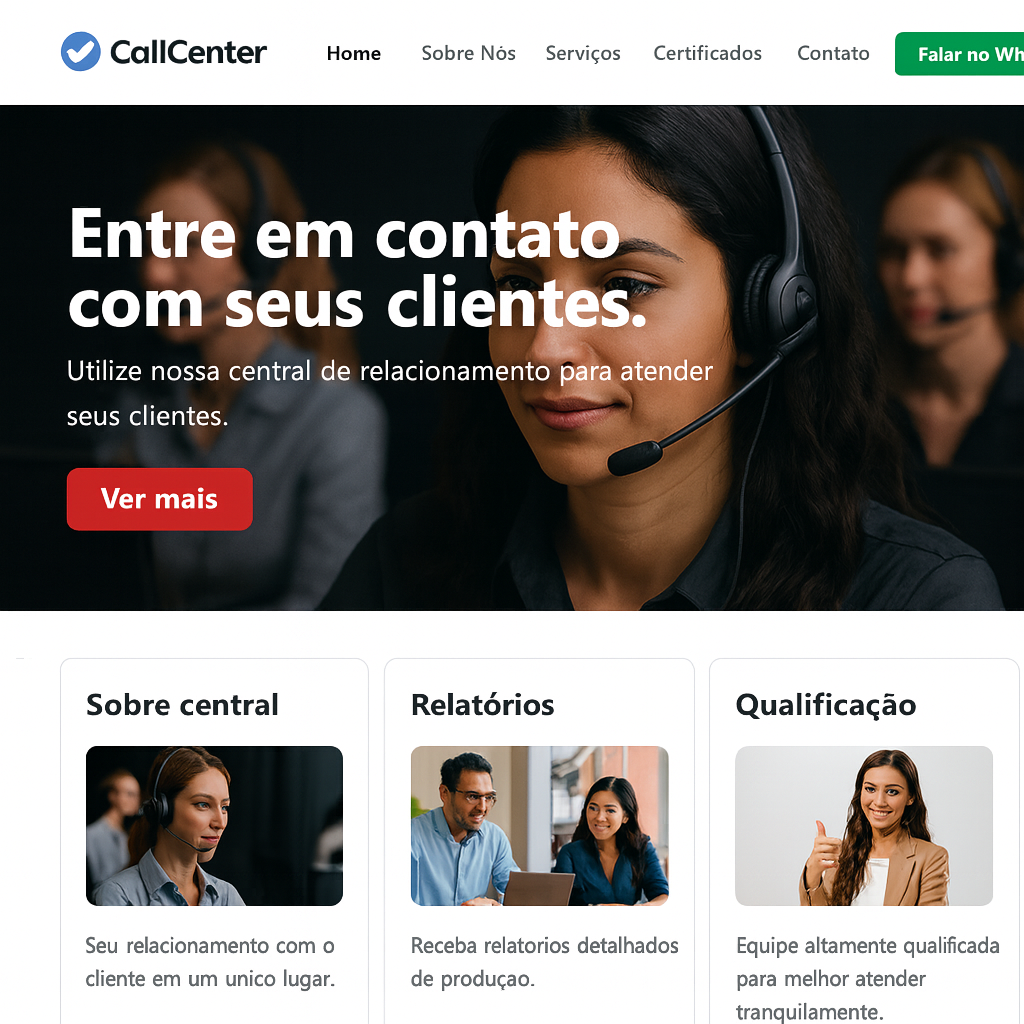 CallCenter
Home Sobre Nós Serviços Certificados Contato Falar no Wh
Entre em contato
com seus clientes.
Utilize nossa central de relacionamento para atender
seus clientes.
Ver mais
Sobre central
Seu relacionamento com o
cliente em um unico lugar.
Relatórios
Receba relatorios detalhados
de produçao.
Qualificação
Equipe altamente qualificada
para melhor atender
tranquilamente.